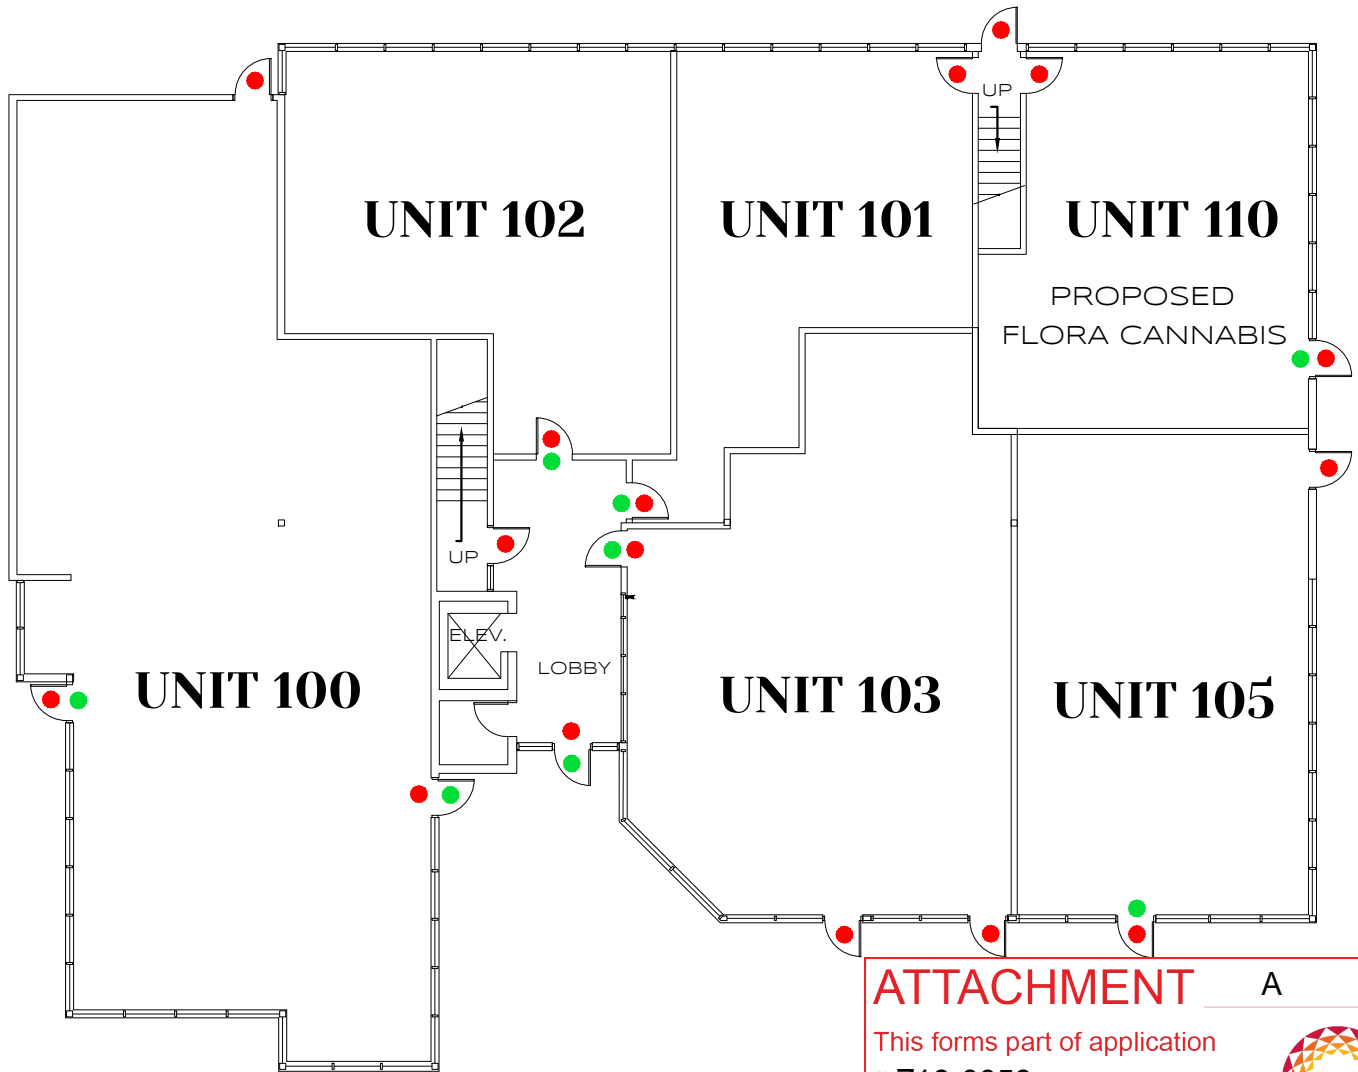 UP
UNIT 102
UNIT 101
UNIT 110
PROPOSED
FLORA CANNABIS
UP
ELEV.
LOBBY
UNIT 100
UNIT 103
UNIT 105
ATTACHMENT A
This forms part of application